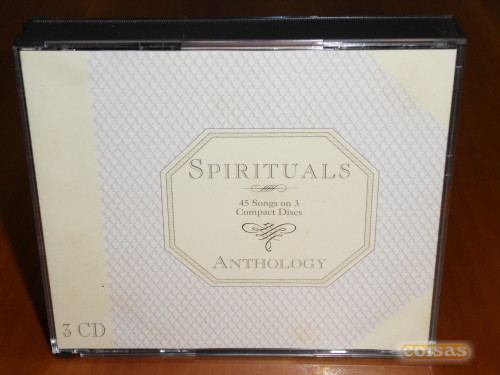 SPIRITUALS
45 Songs on 3
Compact Discs
ANTHOLOGY
3 CD
coisas